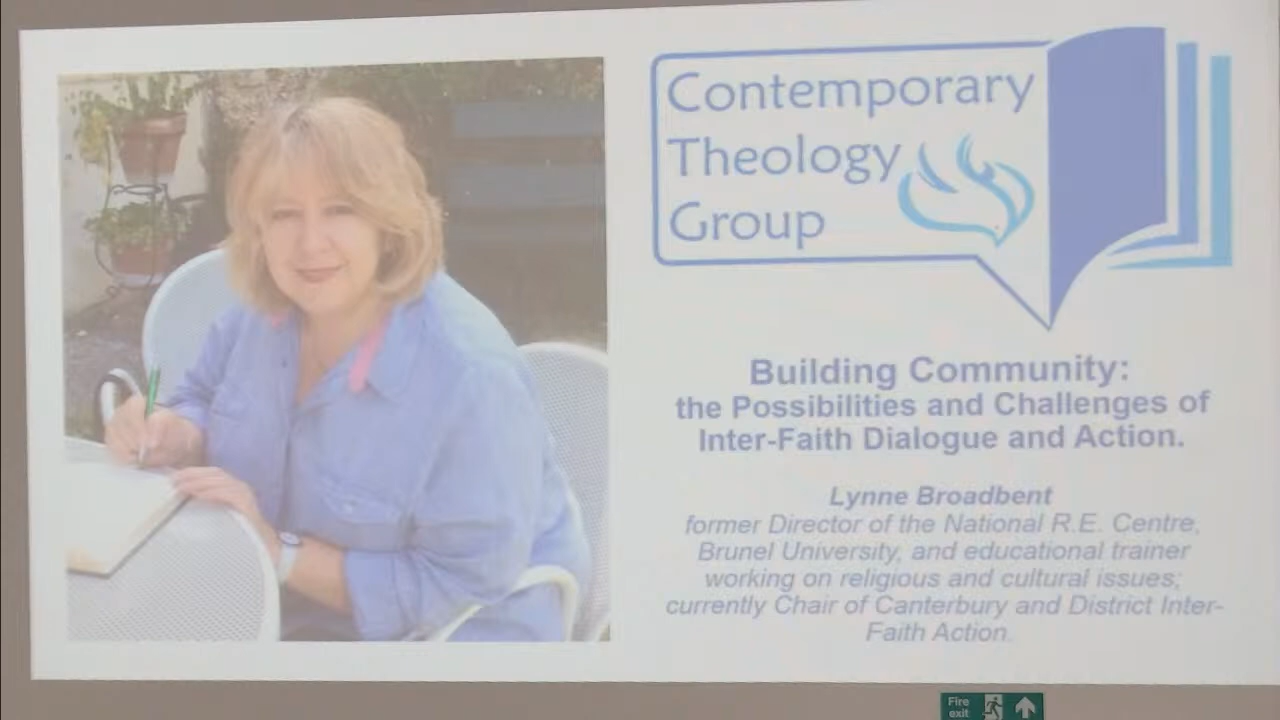 Contemporary
Theology
Group
Building Community:
the Possibilities and Challenges of
Inter-Faith Dialogue and Action.
Lynne Broadbent
former Director of the National R.E. Centre,
Brunel University, and educational trainer
working on religious and cultural issues;
currently Chair of Canterbury and District Inter-
Faith Action.
Fire
exit